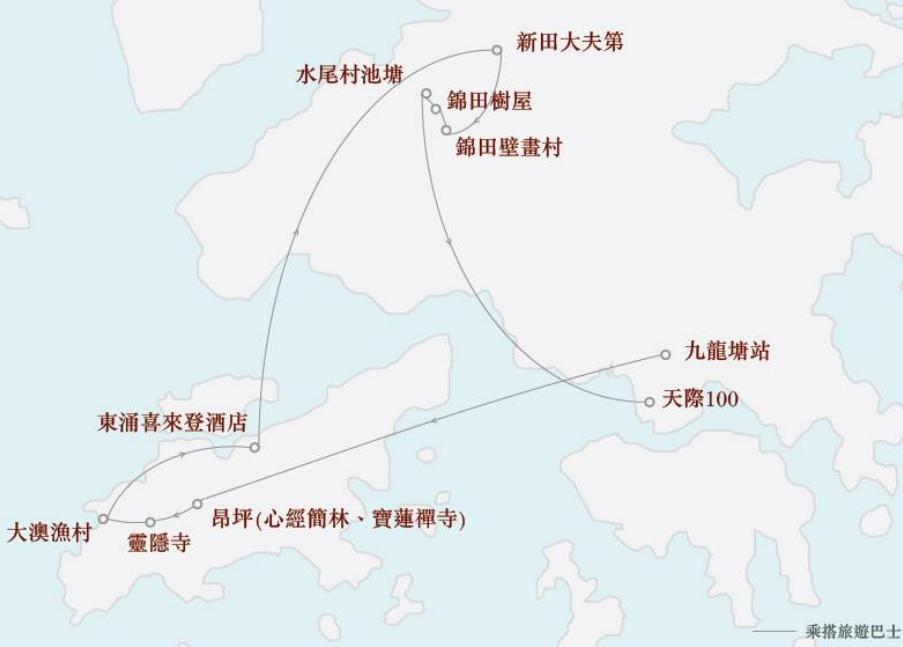 新田大夫第
水尾村池塘
錦田樹屋
錦田壁畫村
九龍塘站
天際100
東涌喜來登酒店
昂坪(心經簡林、寶蓮禪寺)
大澳漁村
靈隱寺
乘搭旅遊巴士